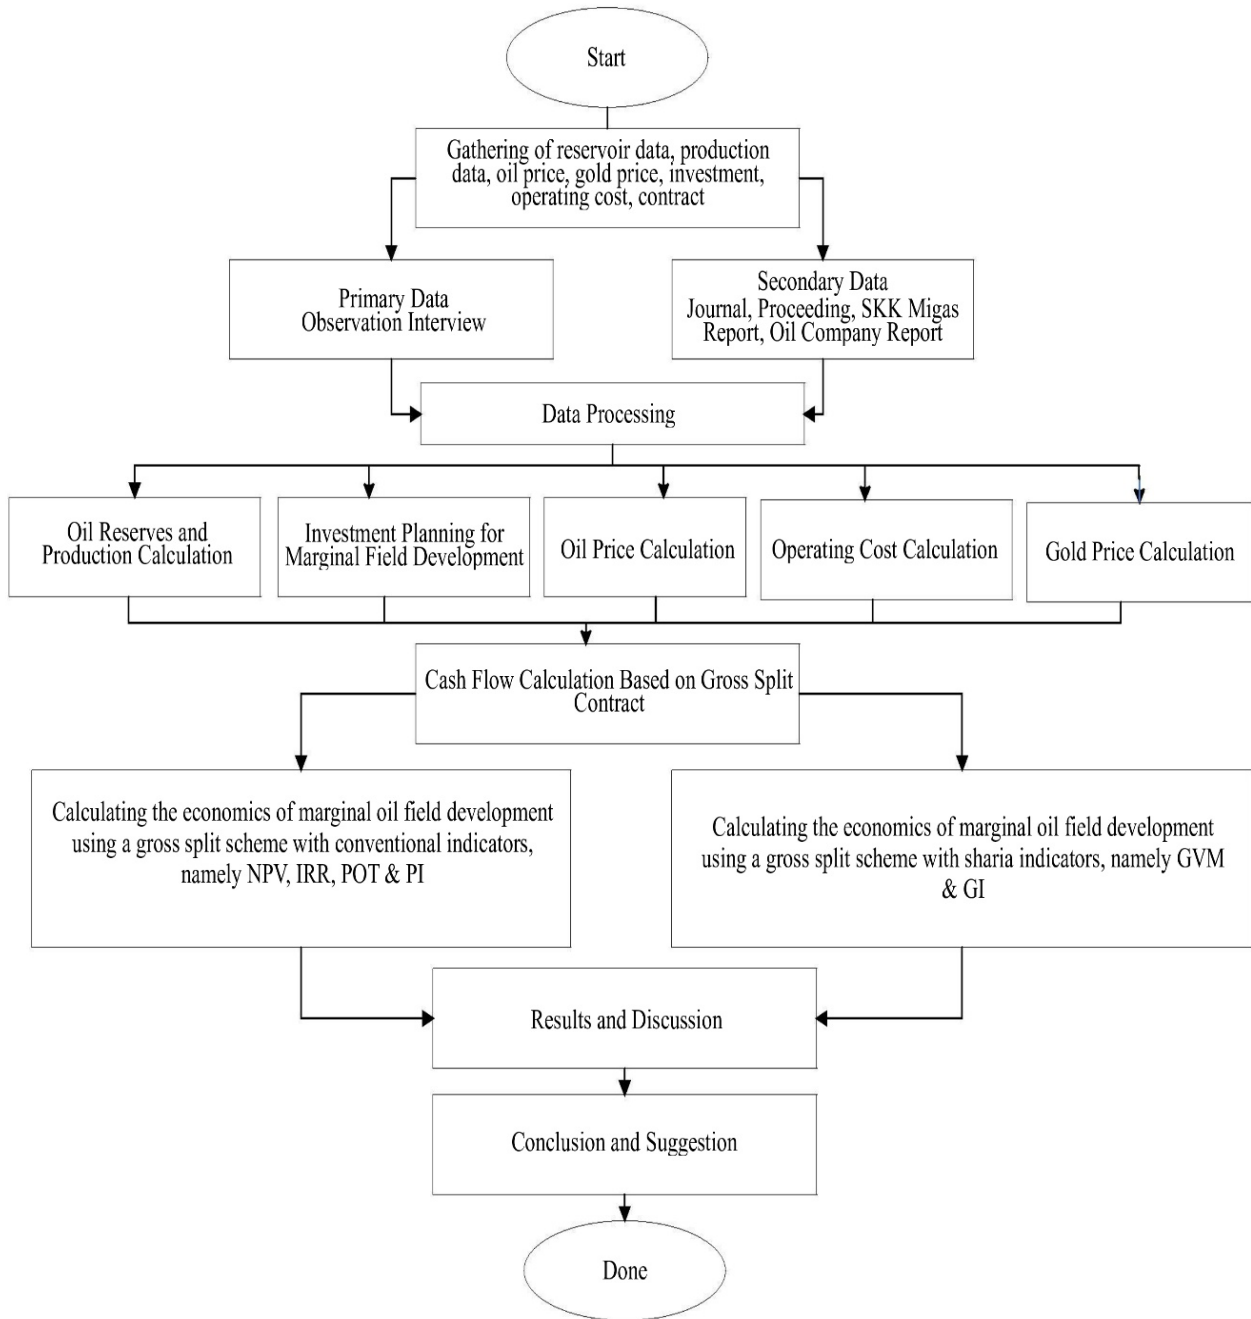 Start
Gathering of reservoir data, production
data, oil price, gold price, investment,
operating cost, contract
Primary Data
Observation Interview
Secondary Data
Journal, Proceeding, SKK Migas
Report, Oil Company Report
Data Processing
Oil Reserves and
Production Calculation
Investment Planning for
Marginal Field Development
Oil Price Calculation
Operating Cost Calculation
Gold Price Calculation
Cash Flow Calculation Based on Gross Split
Contract
Calculating the economics of marginal oil field development
using a gross split scheme with conventional indicators,
namely NPV, IRR, POT & PI
Calculating the economics of marginal oil field development
using a gross split scheme with sharia indicators, namely GVM
& GI
Results and Discussion
Conclusion and Suggestion
Done